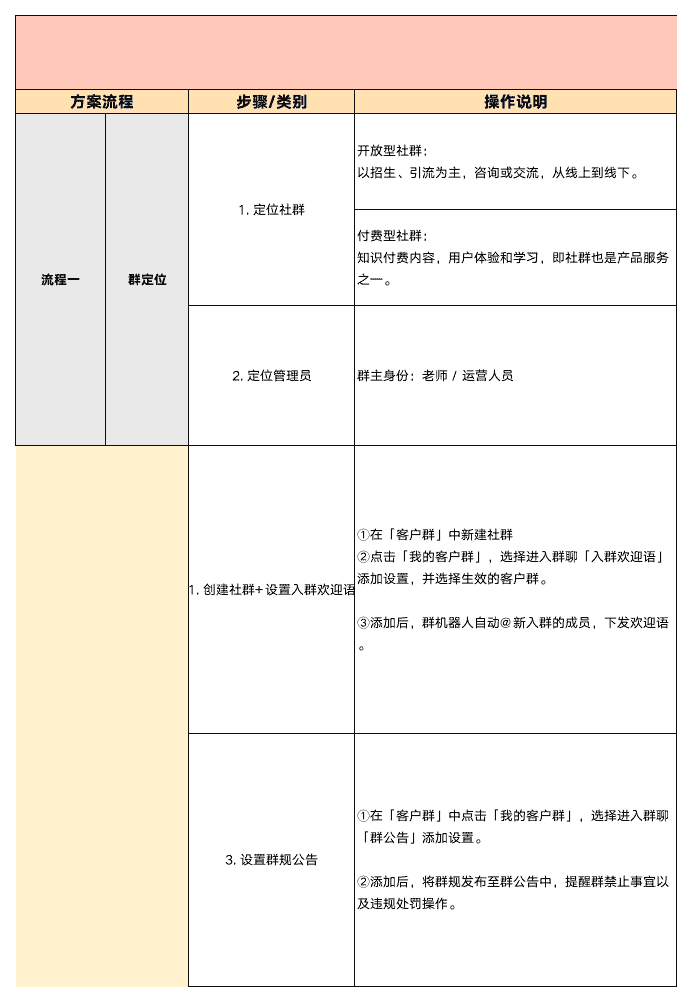 方案流程
步骤/类别
操作说明
流程一
群定位
1. 定位社群
开放型社群：
以招生、引流为主，咨询或交流，从线上到线下。
付费型社群：
知识付费内容，用户体验和学习，即社群也是产品服务
之一。
2. 定位管理员
群主身份：老师 / 运营人员
1. 创建社群+设置入群欢迎语
①在「客户群」中新建社群
②点击「我的客户群」，选择进入群聊「入群欢迎语」
添加设置，并选择生效的客户群。
③添加后，群机器人自动@新入群的成员，下发欢迎语
。
3. 设置群规公告
①在「客户群」中点击「我的客户群」，选择进入群聊
「群公告」添加设置。
②添加后，将群规发布至群公告中，提醒群禁止事宜以
及违规处罚操作。